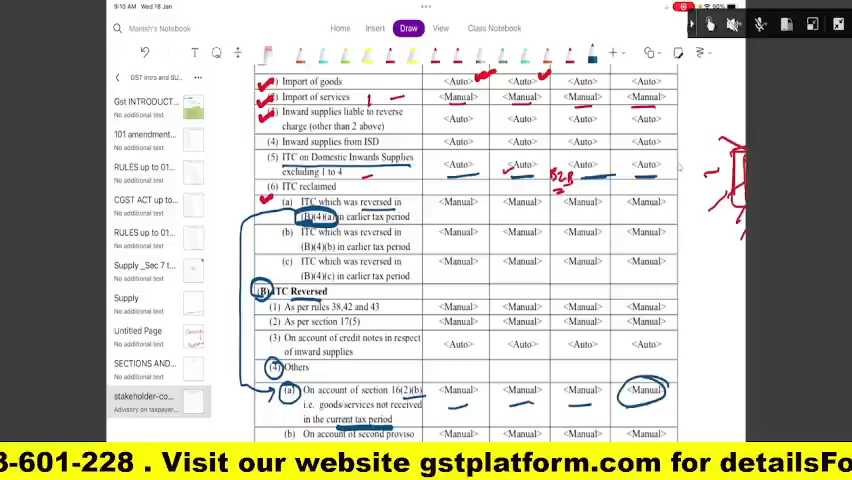 9:10 AM Wed 18 Jan
90%
Manish's Notebook
Home Insert Draw View Class Notebook
GST Intro and SU...
Gst INTRODUCT...
No additional text
101 amendment...
No additional text
RULES up to 01...
No additional text
CGST ACT up to...
No additional text
RULES up to 01...
No additional text
Supply _Sec 7 t...
No additional text
Supply
No additional text
Untitled Page
No additional text
SECTIONS AND...
No additional text
stakeholder-co...
Advisory on taxpayer...
Import of goods <Auto> <Auto> <Auto> <Auto>
(2) Import of services <Manual> <Manual> <Manual> <Manual>
(3) Inward supplies liable to reverse <Auto> <Auto> <Auto> <Auto>
charge (other than 2 above)
(4) Inward supplies from ISD <Auto> <Auto> <Auto> <Auto>
(5) ITC on Domestic Inwards Supplies <Auto> <Auto> <Auto> <Auto>
excluding 1 to 4
B2B
(6) ITC reclaimed
(a) ITC which was reversed in <Manual> <Manual> <Manual> <Manual>
(B)(4)(a) in earlier tax period
(b) ITC which was reversed in <Manual> <Manual> <Manual> <Manual>
(B)(4)(b) in earlier tax period
(c) ITC which was reversed in <Manual> <Manual> <Manual> <Manual>
(B)(4)(c) in earlier tax period
(B) ITC Reversed
(1) As per rules 38,42 and 43 <Manual> <Manual> <Manual> <Manual>
(2) As per section 17(5) <Manual> <Manual> <Manual> <Manual>
(3) On account of credit notes in respect <Auto> <Auto> <Auto> <Auto>
of inward supplies
(4) Others
(a) On account of section 16(2)(b) <Manual> <Manual> <Manual> <Manual>
i.e. goods/services not received
in the current tax period
(b) On account of second proviso <Manual> <Manual> <Manual> <Manual>
3-601-228 . Visit our website gstplatform.com for detailsFo